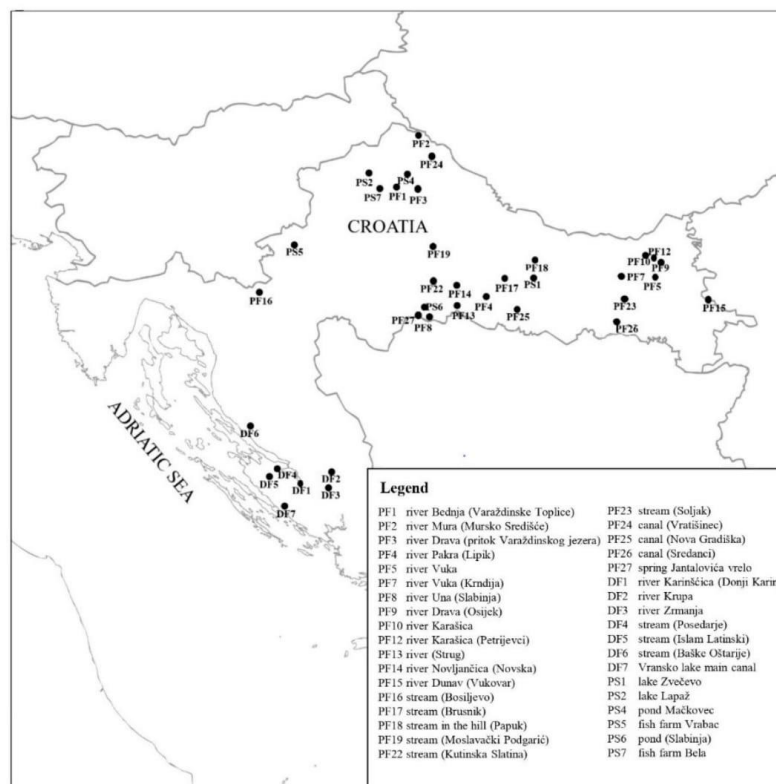 PF2
PF24
PS2
PS4
PS7
PF1
PF3
CROATIA
PS5
PF19
PF16
PF18
PF12
PF10
PF9
PF22
PF14
PF17
PS1
PF7
PF5
PF4
PS6
PF13
PF25
PF23
PF15
PF27
PF8
PF26
ADRIATIC SEA
DF6
DF4
DF5
DF1
DF2
DF3
DF7
Legend
PF1 river Bednja (Varaždinske Toplice)
PF2 river Mura (Mursko Središće)
PF3 river Drava (pritok Varaždinskog jezera)
PF4 river Pakra (Lipik)
PF5 river Vuka
PF7 river Vuka (Krndija)
PF8 river Una (Slabinja)
PF9 river Drava (Osijek)
PF10 river Karašica
PF12 river Karašica (Petrijevci)
PF13 river (Strug)
PF14 river Novljančica (Novska)
PF15 river Dunav (Vukovar)
PF16 stream (Bosiljevo)
PF17 stream (Brusnik)
PF18 stream in the hill (Papuk)
PF19 stream (Moslavački Podgarić)
PF22 stream (Kutinska Slatina)
PF23 stream (Soljak)
PF24 canal (Vratišinec)
PF25 canal (Nova Gradiška)
PF26 canal (Sredanci)
PF27 spring Jantalovića vrelo
DF1 river Karinšćica (Donji Karin
DF2 river Krupa
DF3 river Zrmanja
DF4 stream (Posedarje)
DF5 stream (Islam Latinski)
DF6 stream (Baške Oštarije)
DF7 Vransko lake main canal
PS1 lake Zvečevo
PS2 lake Lapaž
PS4 pond Mačkovec
PS5 fish farm Vrabac
PS6 pond (Slabinja)
PS7 fish farm Bela